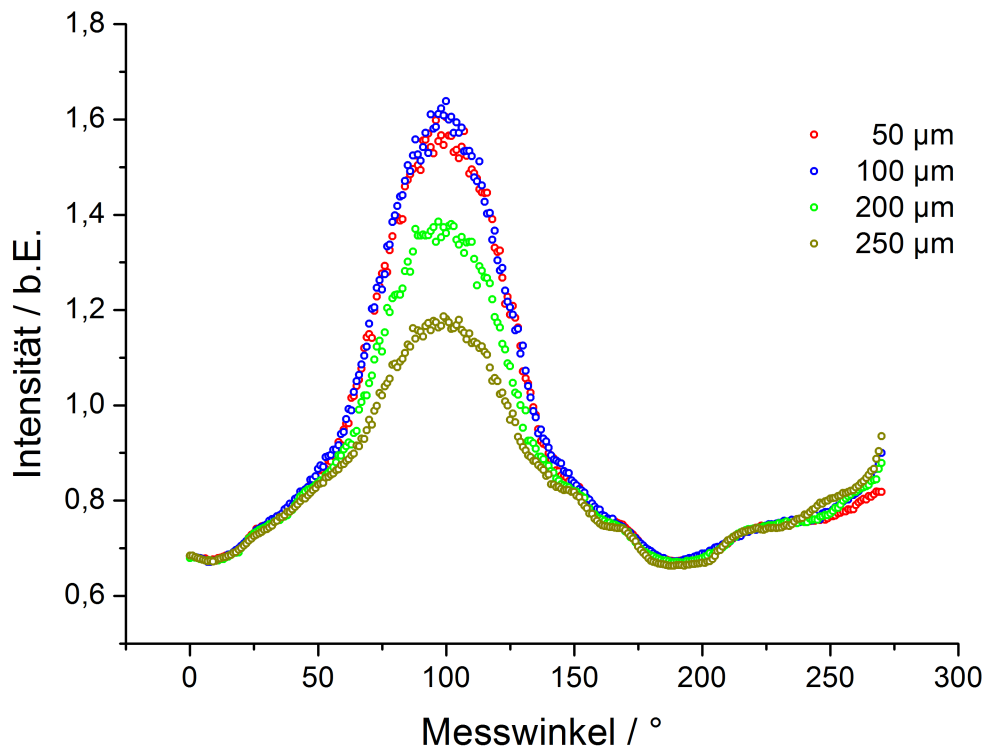 1,8
1,6
1,4
1,2
1,0
0,8
0,6
Intensität / b.E.
50 µm
100 µm
200 µm
250 µm
0 50 100 150 200 250 300
Messwinkel / °